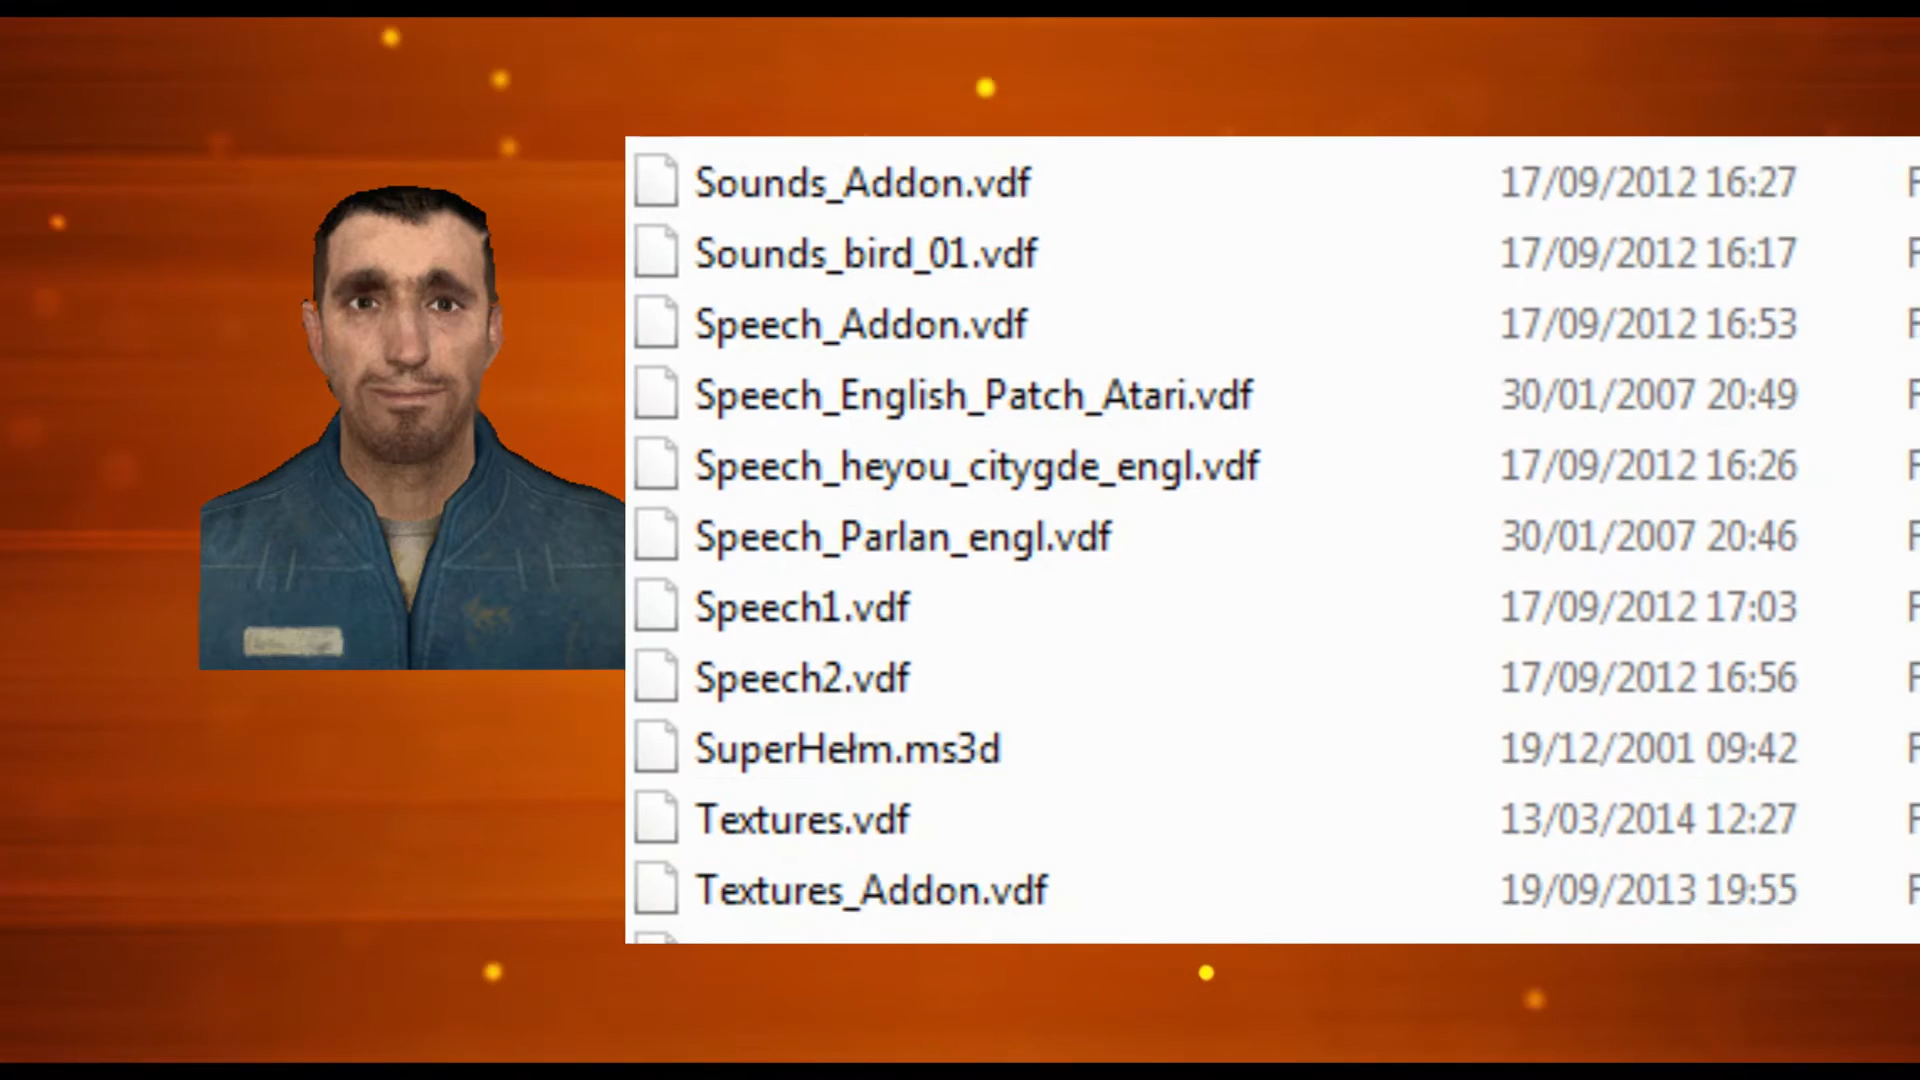 Sounds_Addon.vdf 17/09/2012 16:27 F
Sounds_bird_01.vdf 17/09/2012 16:17 F
Speech_Addon.vdf 17/09/2012 16:53 F
Speech_English_Patch_Atari.vdf 30/01/2007 20:49 F
Speech_heyou_citygde_engl.vdf 17/09/2012 16:26 F
Speech_Parlan_engl.vdf 30/01/2007 20:46 F
Speech1.vdf 17/09/2012 17:03 F
Speech2.vdf 17/09/2012 16:56 F
SuperHełm.ms3d 19/12/2001 09:42 F
Textures.vdf 13/03/2014 12:27 F
Textures_Addon.vdf 19/09/2013 19:55 F